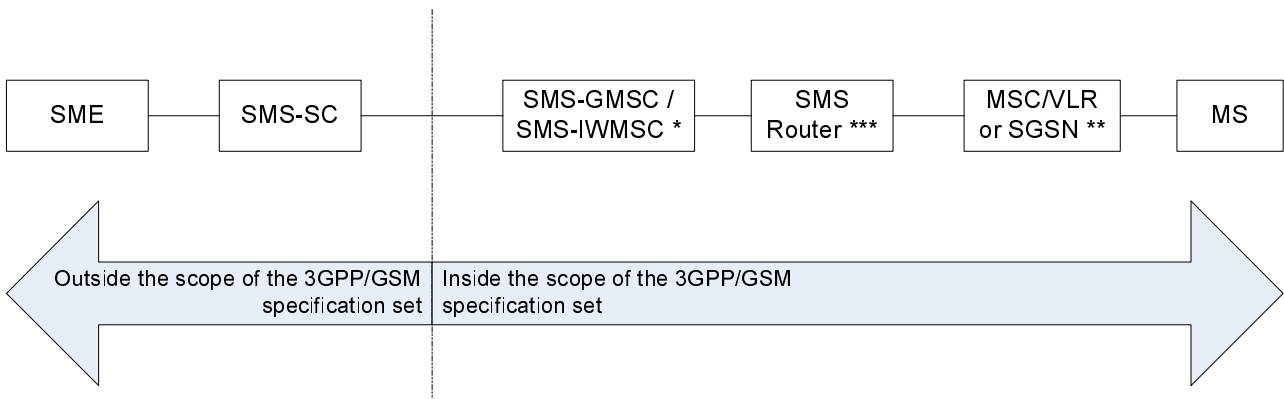 SME
SMS-SC
SMS-GMSC /
SMS-IWMSC *
SMS
Router ***
MSC/VLR
or SGSN **
MS
Outside the scope of the 3GPP/GSM
specification set
Inside the scope of the 3GPP/GSM
specification set